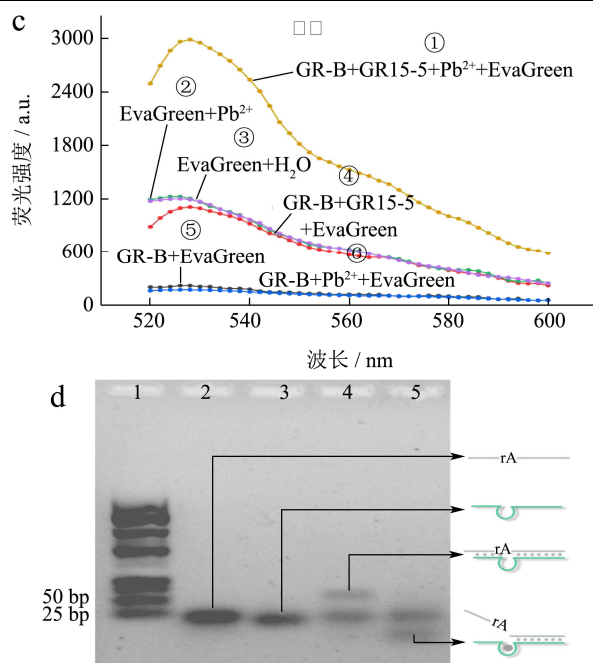 c
①
3000
GR-B+GR15-5+Pb²⁺+EvaGreen
②
2400
EvaGreen+Pb²⁺
③
荧光强度 / a.u.
1800
EvaGreen+H₂O
④
1200
GR-B+GR15-5
+EvaGreen
⑤
600
⑥
GR-B+EvaGreen
GR-B+Pb²⁺+EvaGreen
0
520 540 560 580 600
波长 / nm
d
1 2 3 4 5
rA
rA
50 bp
25 bp
rA